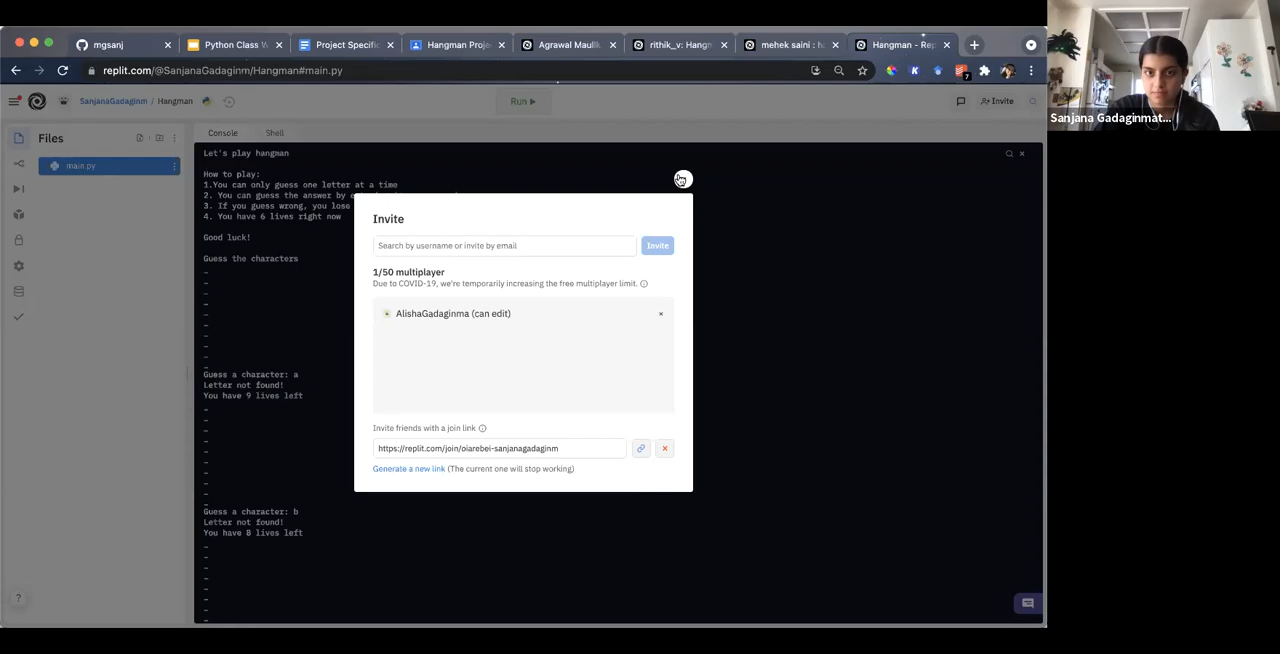 mgsanj
Python Class W
Project Specific
Hangman Proje
Agrawal Maulik
rithik_v: Hangn
mehek saini : ha
Hangman - Rep
replit.com/@SanjanaGadaginm/Hangman#main.py
7
SanjanaGadaginm / Hangman
Run
Invite
Files
main.py
Console
Shell
Let's play hangman
How to play:
1.You can only guess one letter at a time
2. You can guess the answer by
3. If you guess wrong, you lose
4. You have 6 lives right now
Good luck!
Guess the characters
Guess a character: a
Letter not found!
You have 9 lives left
Guess a character: b
Letter not found!
You have 8 lives left
Invite
Search by username or invite by email
Invite
1/50 multiplayer
Due to COVID-19, we're temporarily increasing the free multiplayer limit.
AlishaGadaginma (can edit)
Invite friends with a join link
https://replit.com/join/oiarebei-sanjanagadaginm
Generate a new link (The current one will stop working)
Sanjana Gadaginmat...